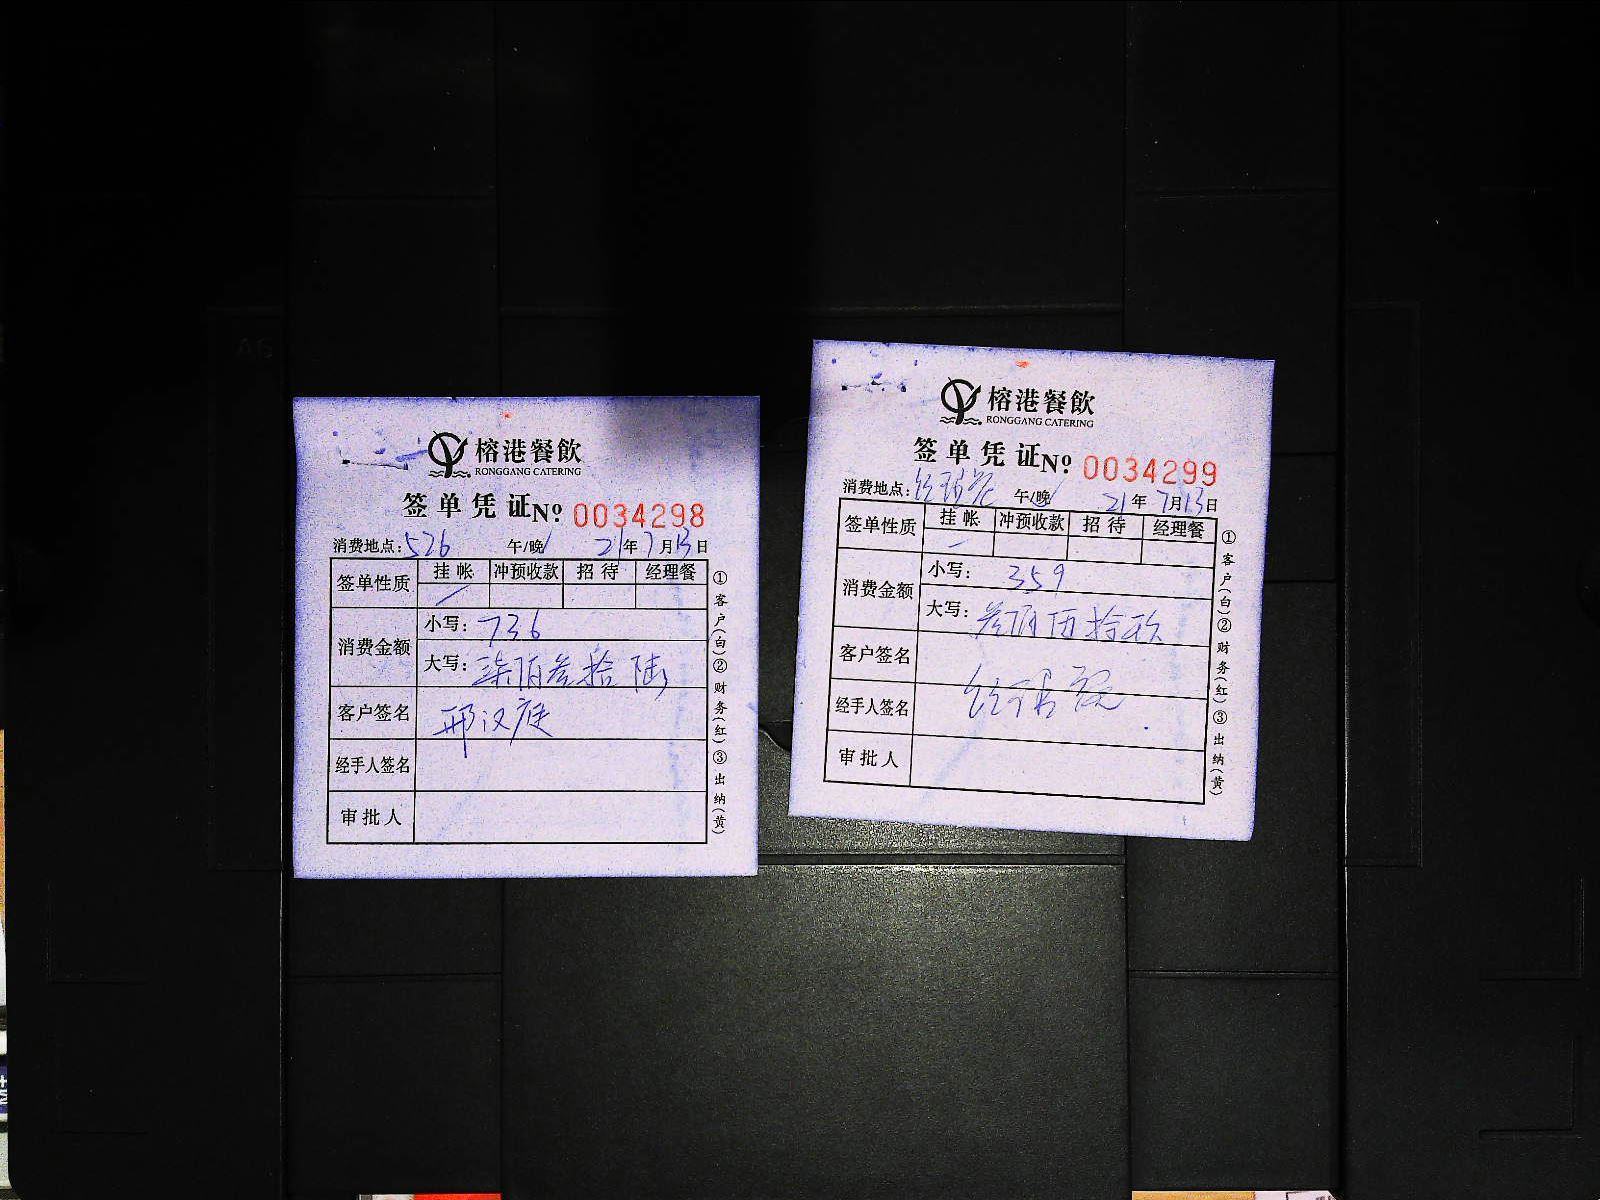 榕港餐飲
RONGGANG CATERING
签单凭证№ 0034298
消费地点：526 午/晚 21年7月13日
签单性质 挂帐 冲预收款 招待 经理餐
消费金额 小写：736
大写：柒佰叁拾陆
客户签名 邢汉庭
经手人签名
审批人
①客户(白)②财务(红)③出纳(黄)
榕港餐飲
RONGGANG CATERING
签单凭证№ 0034299
消费地点： 午/晚 21年7月13日
签单性质 挂帐 冲预收款 招待 经理餐
消费金额 小写：359
大写：叁佰伍拾玖
客户签名
经手人签名
审批人
①客户(白)②财务(红)③出纳(黄)